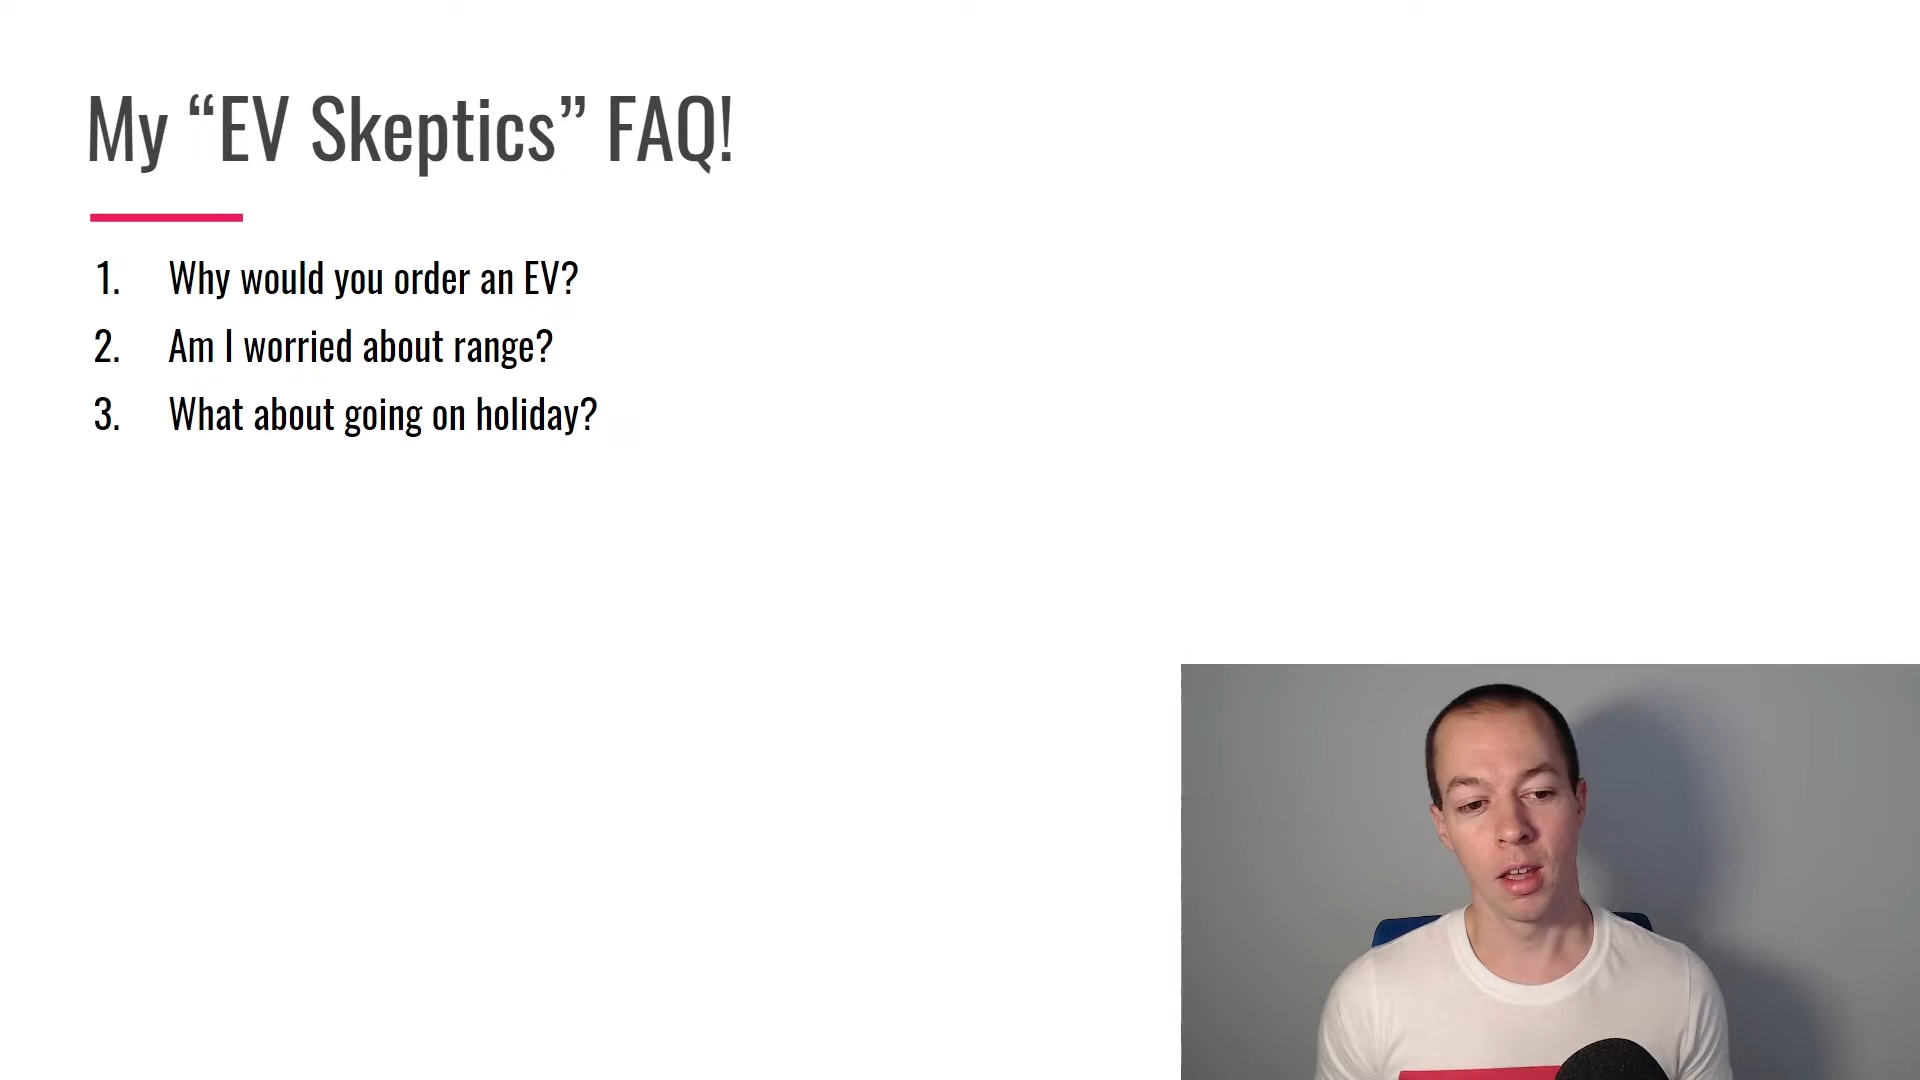 My “EV Skeptics” FAQ!
1. Why would you order an EV?
2. Am I worried about range?
3. What about going on holiday?